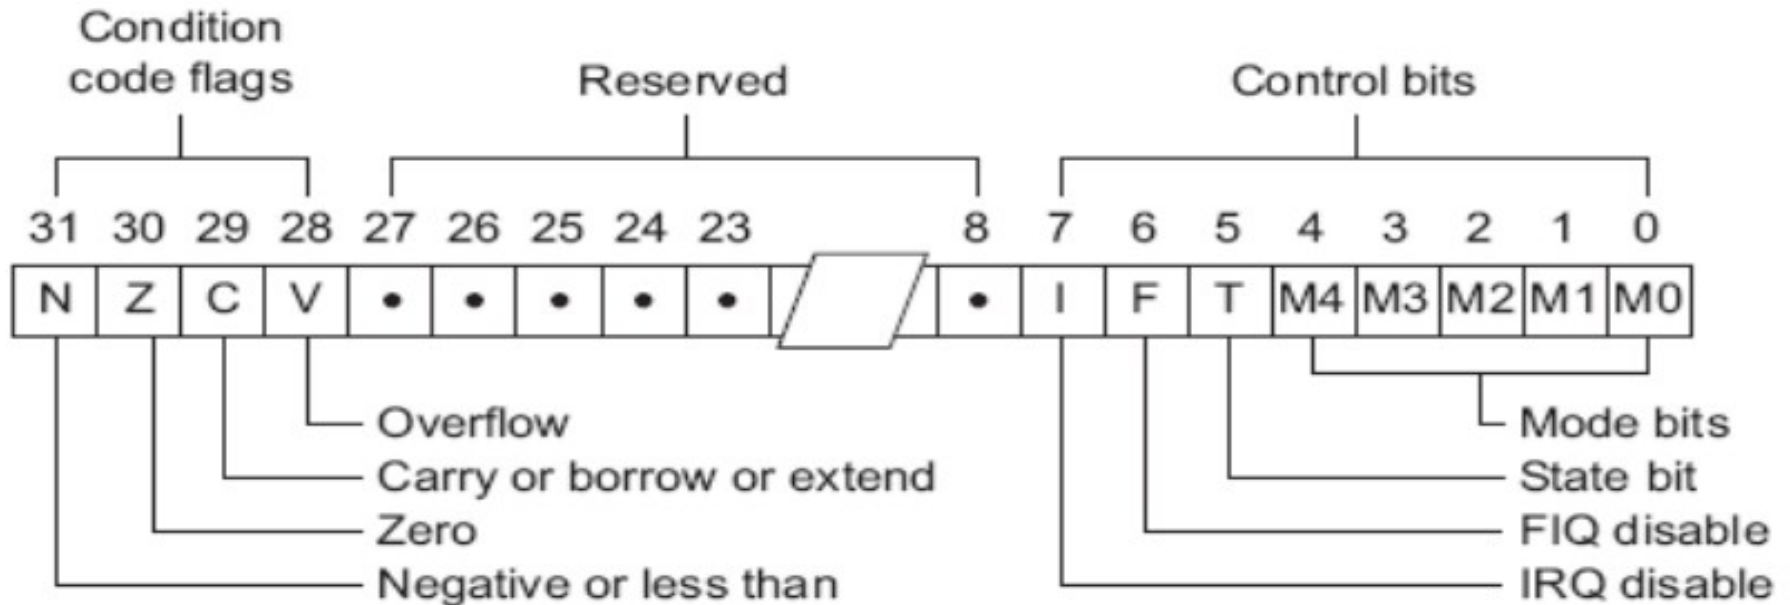 Condition
code flags
Reserved
Control bits
31 30 29 28 27 26 25 24 23 8 7 6 5 4 3 2 1 0
N Z C V • • • • • • I F T M4 M3 M2 M1 M0
Overflow
Mode bits
Carry or borrow or extend
State bit
Zero
FIQ disable
Negative or less than
IRQ disable